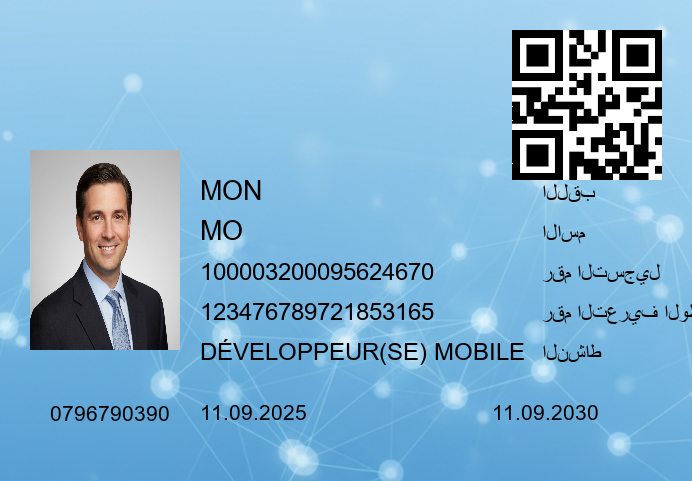 MON اللقب
MO الاسم
100003200095624670 رقم التسجيل
123476789721853165 رقم التعريف الو
DÉVELOPPEUR(SE) MOBILE النشاط
0796790390 11.09.2025 11.09.2030